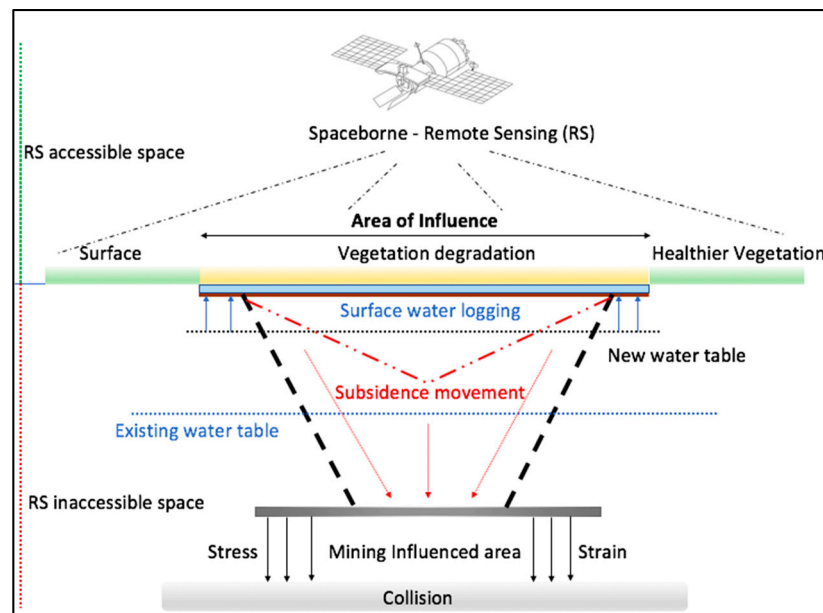 Spaceborne - Remote Sensing (RS)
RS accessible space
Area of Influence
Surface
Vegetation degradation
Healthier Vegetation
Surface water logging
New water table
Subsidence movement
Existing water table
RS inaccessible space
Stress
Mining Influenced area
Strain
Collision